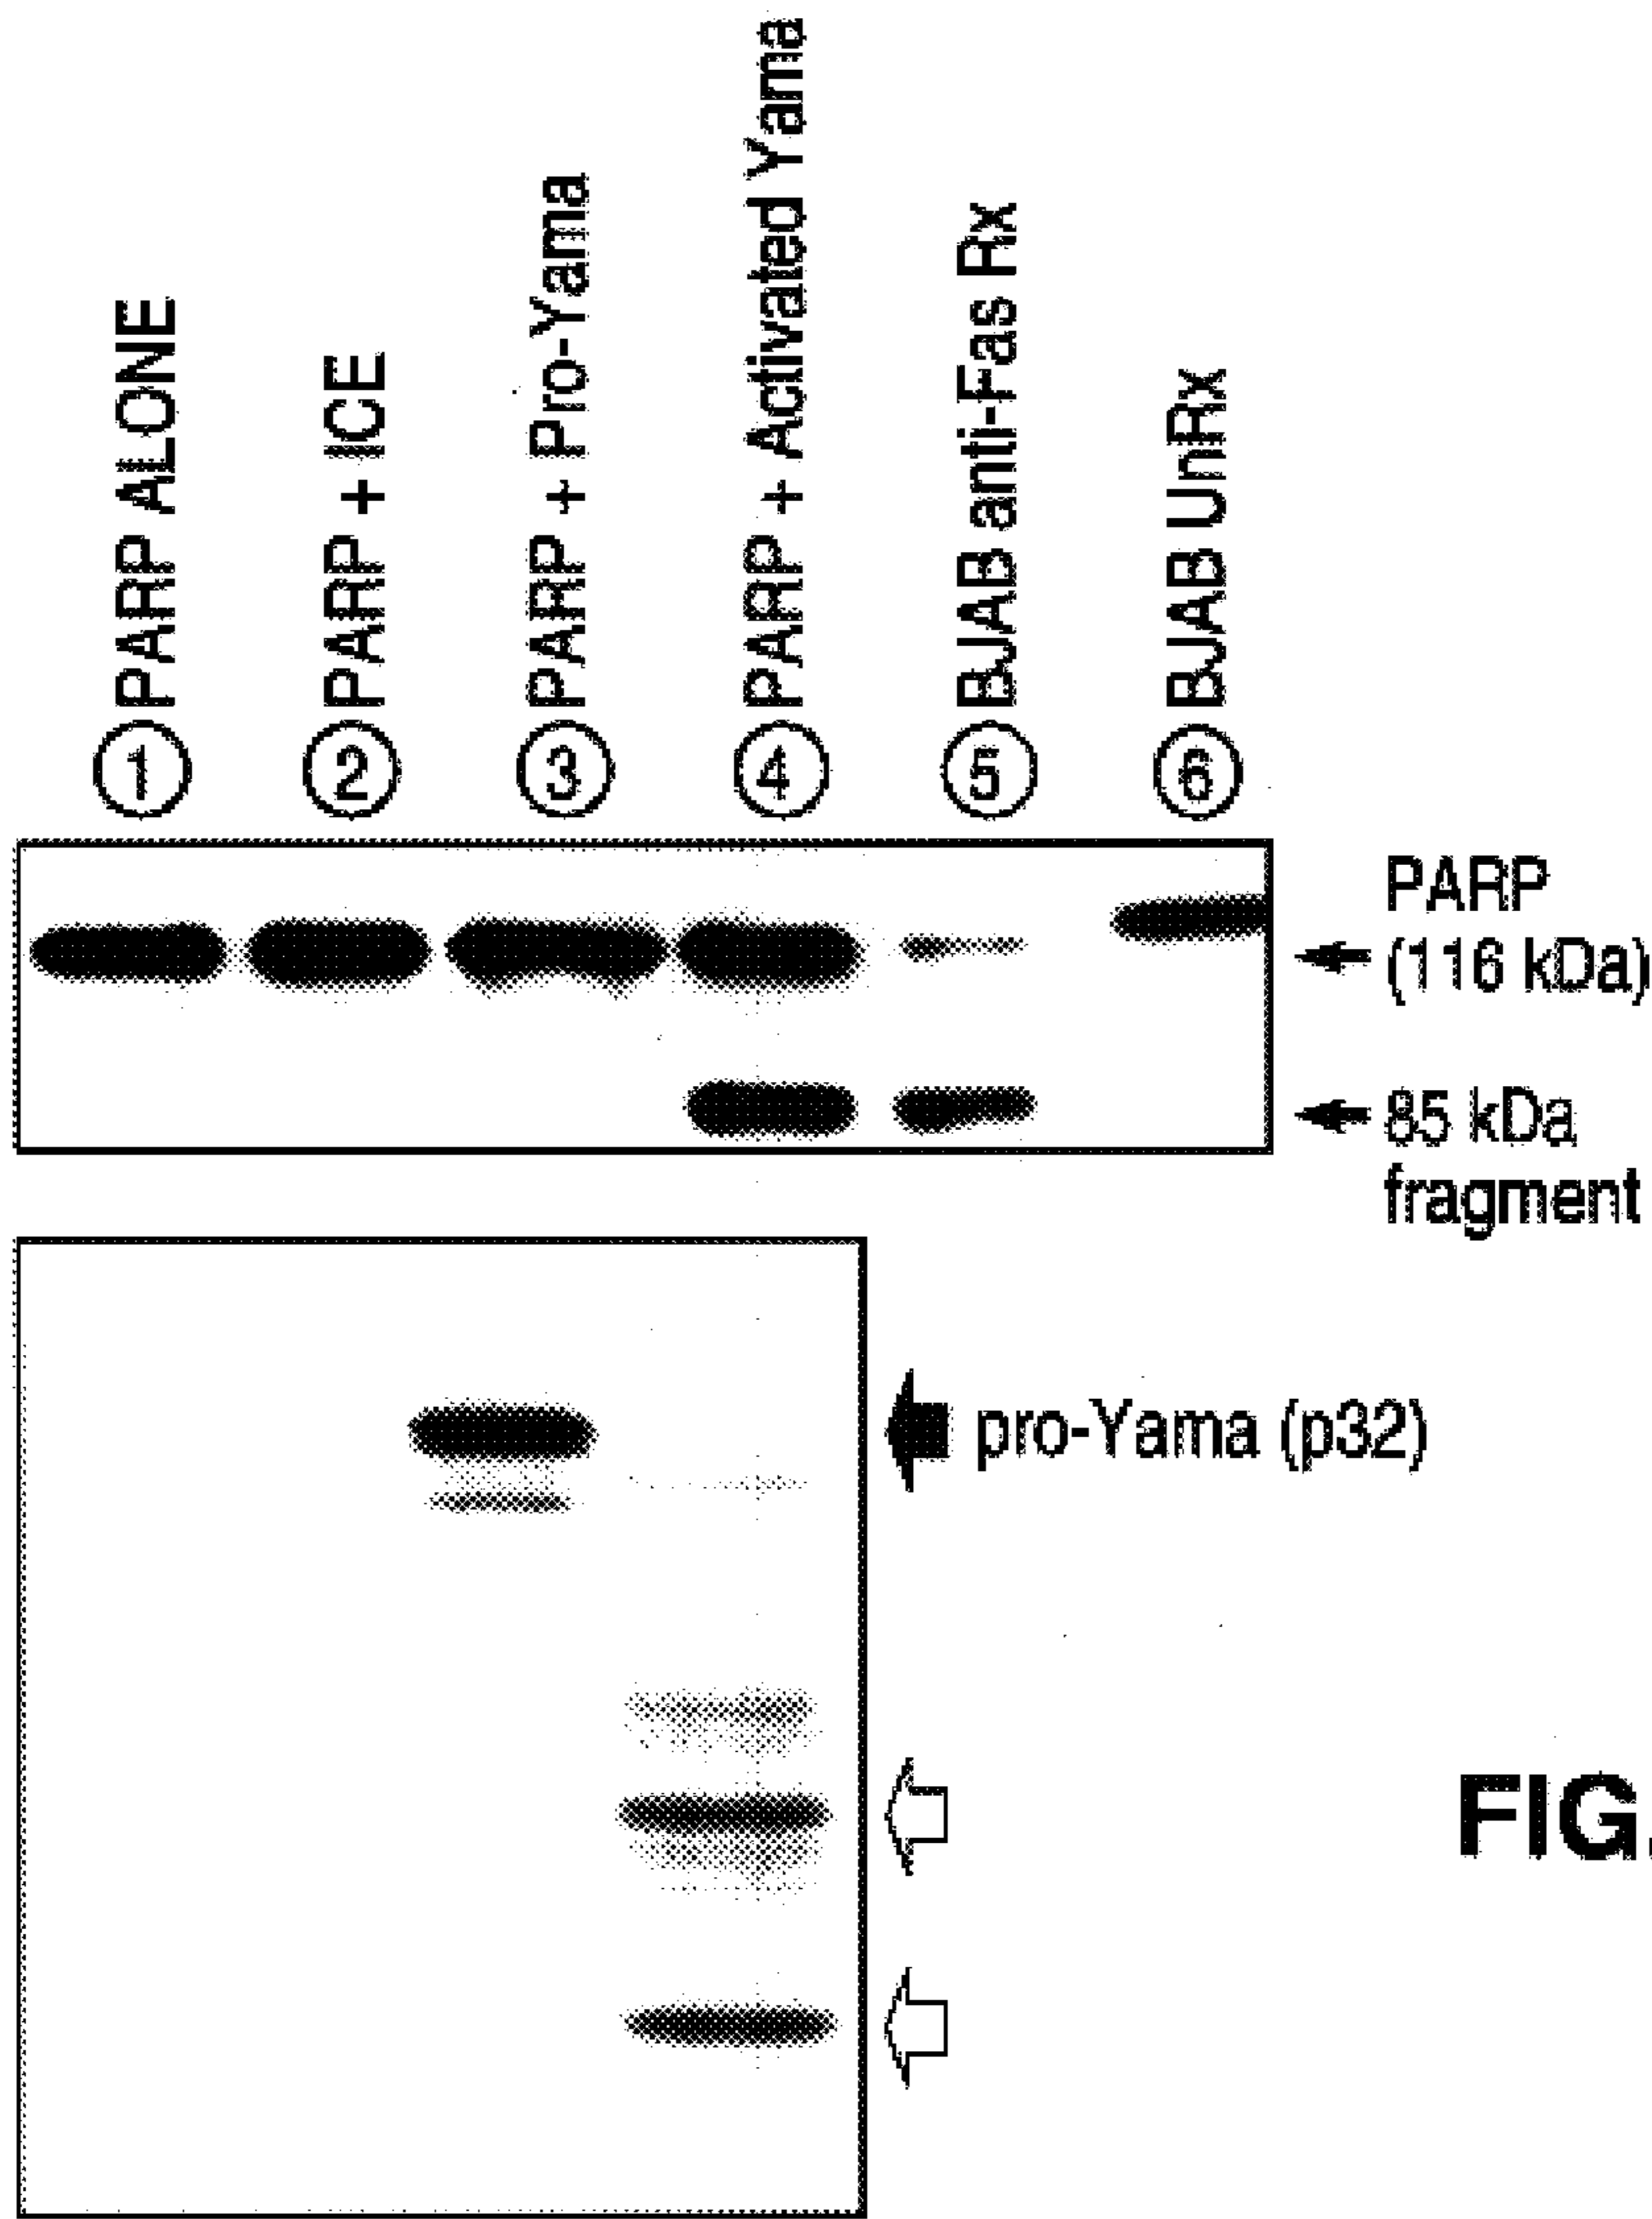 ① PARP ALONE
② PARP + ICE
③ PARP + Pro-Yama
④ PARP + Activated Yama
⑤ BJAB anti-Fas Rx
⑥ BJAB UnRx
PARP
(116 kDa)
85 kDa
fragment
pro-Yama (p32)
FIG.